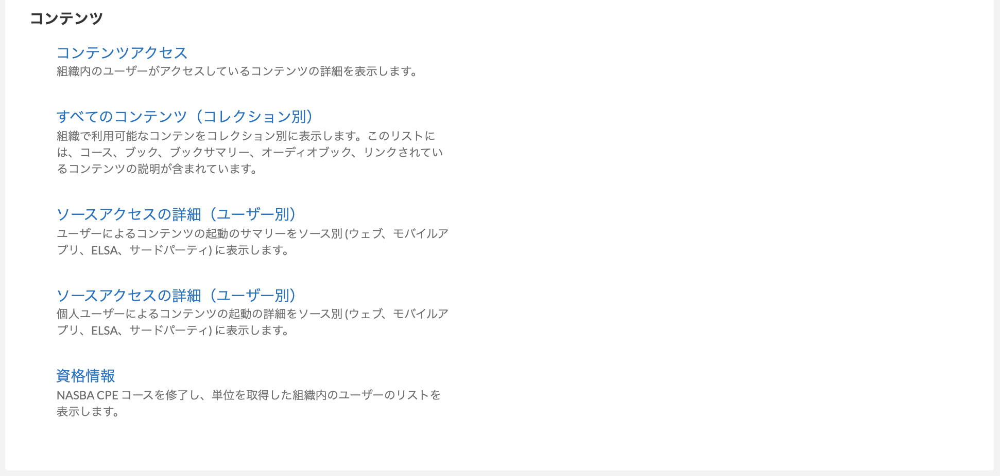 コンテンツ
コンテンツアクセス
組織内のユーザーがアクセスしているコンテンツの詳細を表示します。
すべてのコンテンツ（コレクション別）
組織で利用可能なコンテンをコレクション別に表示します。このリストに
は、コース、ブック、ブックサマリー、オーディオブック、リンクされてい
るコンテンツの説明が含まれています。
ソースアクセスの詳細（ユーザー別）
ユーザーによるコンテンツの起動のサマリーをソース別 (ウェブ、モバイルア
プリ、ELSA、サードパーティ) に表示します。
ソースアクセスの詳細（ユーザー別）
個人ユーザーによるコンテンツの起動の詳細をソース別 (ウェブ、モバイルア
プリ、ELSA、サードパーティ) に表示します。
資格情報
NASBA CPE コースを修了し、単位を取得した組織内のユーザーのリストを
表示します。